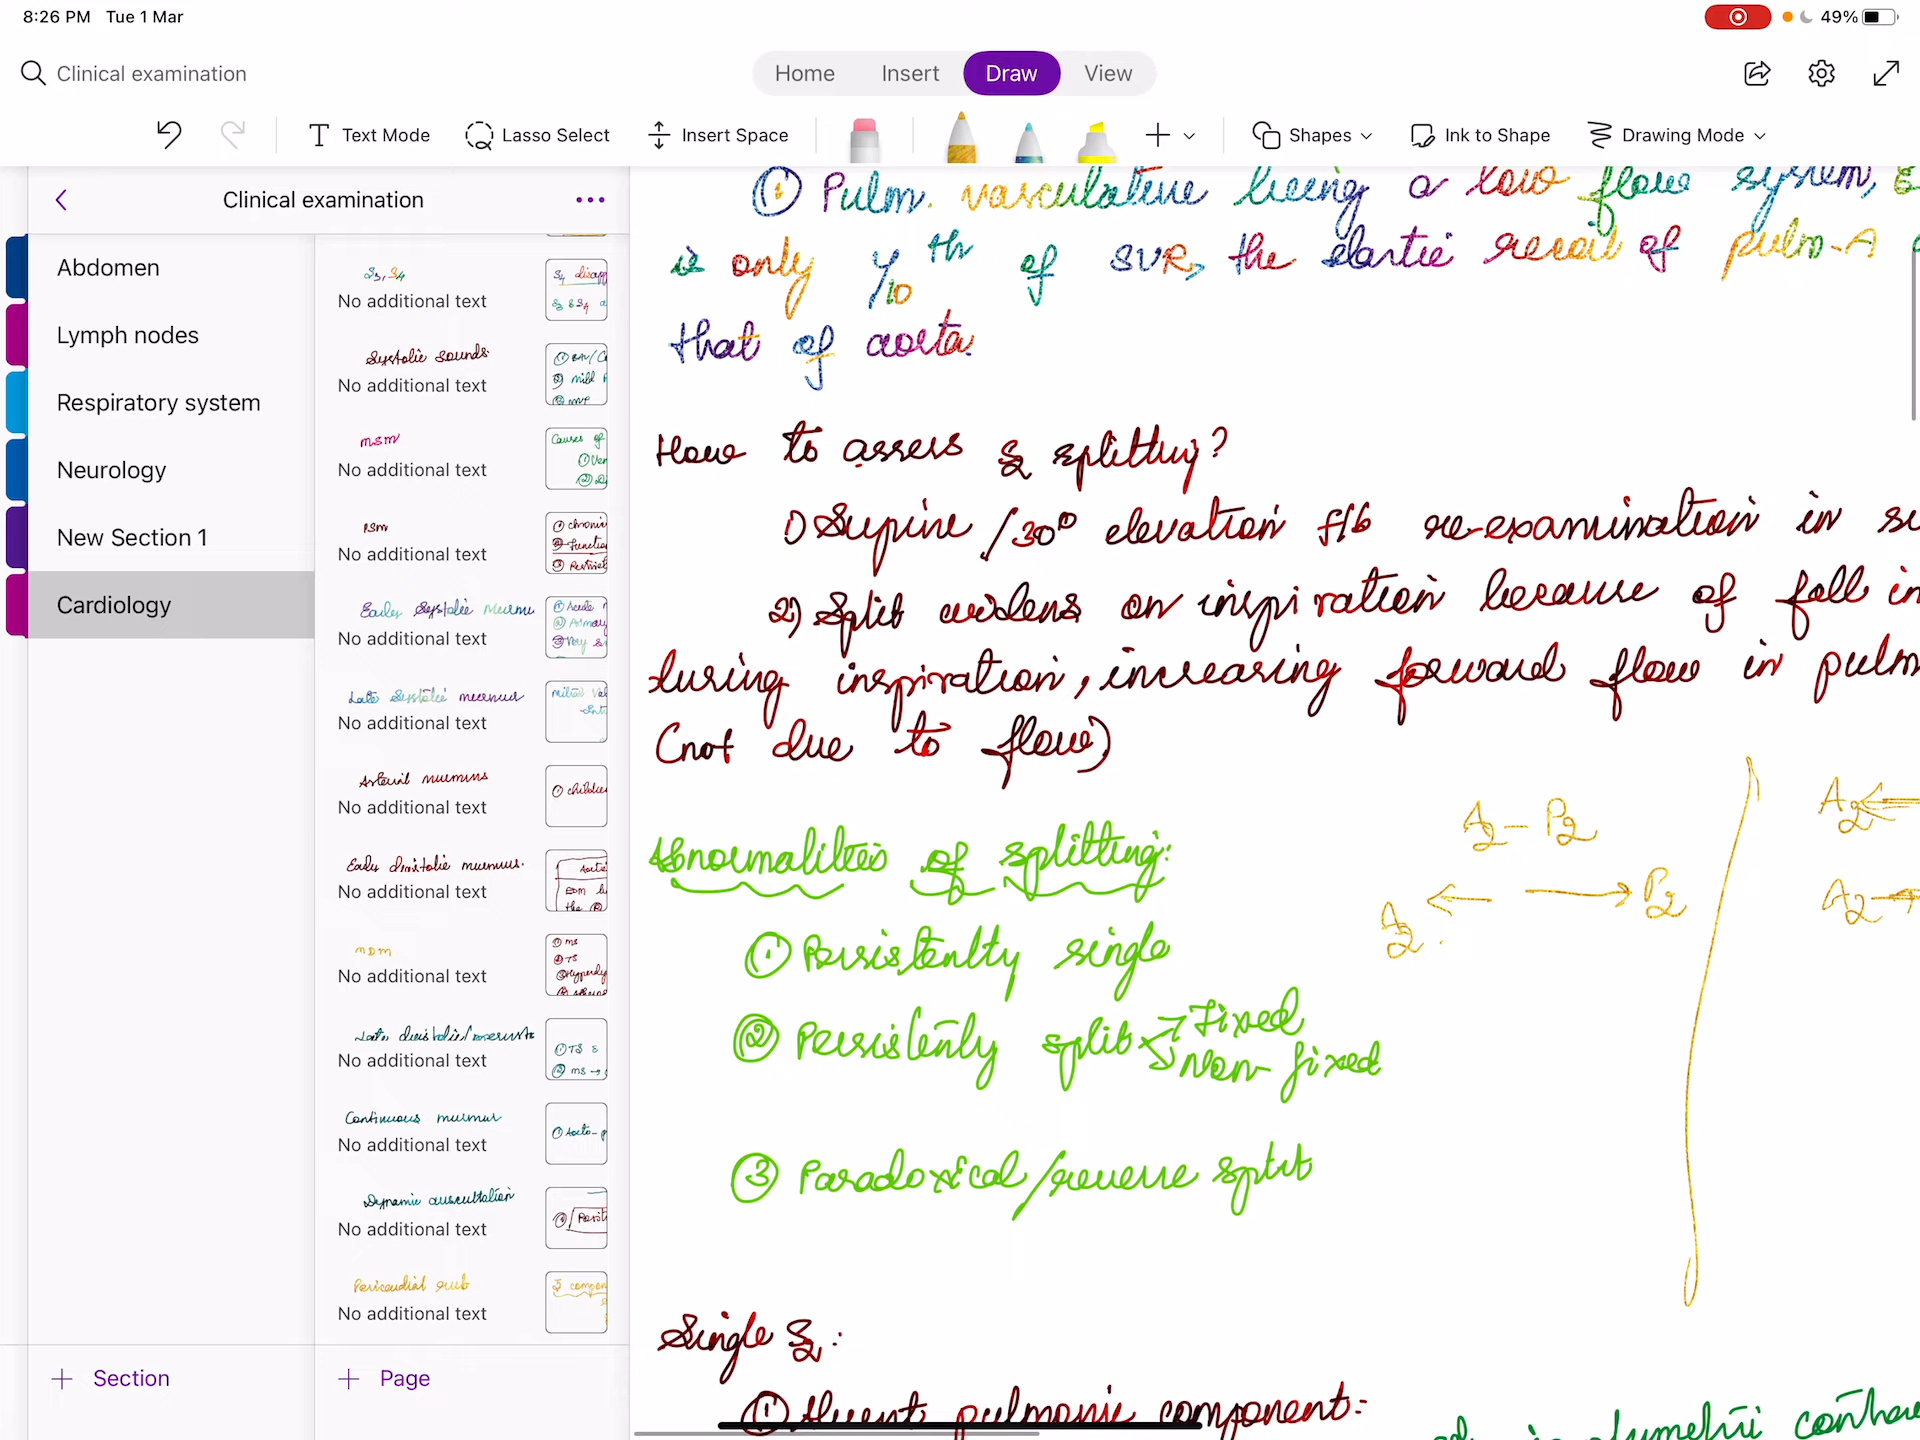 8:26 PM Tue 1 Mar
49%
Clinical examination
Home Insert Draw View
Text Mode Lasso Select Insert Space Shapes Ink to Shape Drawing Mode
Clinical examination
Abdomen
Lymph nodes
Respiratory system
Neurology
New Section 1
Cardiology
+ Section
S3, S4
No additional text
Systolic sounds
No additional text
MSM
No additional text
PSM
No additional text
Early Systolic Murmu
No additional text
Late Systolic murmur
No additional text
Arterial murmurs
No additional text
Early diastolic murmurs.
No additional text
MDM
No additional text
Late diastolic/
No additional text
Continuous murmur
No additional text
Dynamic auscultation
No additional text
Pericardial rub
No additional text
+ Page
① Pulm. vasculature being a low flow system,
is only 1/10 th of SVR, the elastic recoil of pulm-A
that of aorta.
How to assess S2 splitting?
1) Supine /30° elevation f/b re-examination in
2) Split widens on inspiration because of fall in
during inspiration, increasing forward flow in pulm
(not due to flow)
A2 - P2
A2 ← → P2
A2 ←
A2
Abnormalities of splitting:
① Persistently single
② Persistently split → Fixed
→ Non-fixed
③ Paradoxical/reverse split
Single S2:
① pulmonic component: